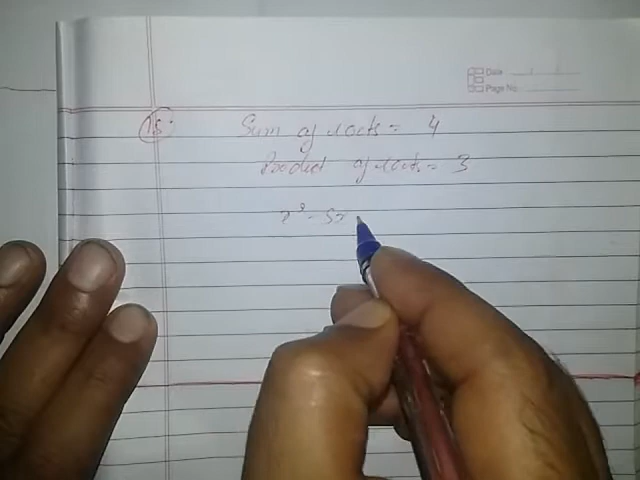 Date
Page No.
15
Sum of roots = 4
Product of roots = 3
x² - Sx